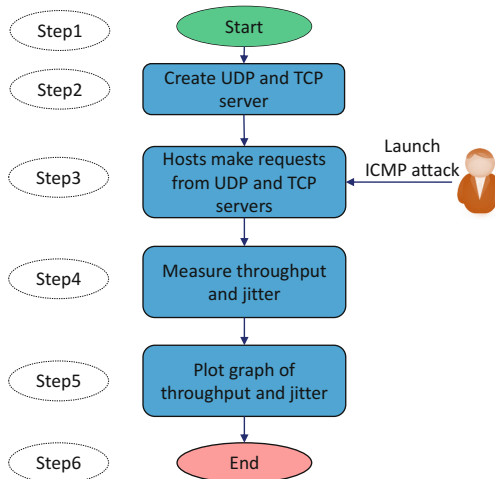 Step1
Start
Step2
Create UDP and TCP
server
Step3
Hosts make requests
from UDP and TCP
servers
Launch
ICMP attack
Step4
Measure throughput
and jitter
Step5
Plot graph of
throughput and jitter
Step6
End